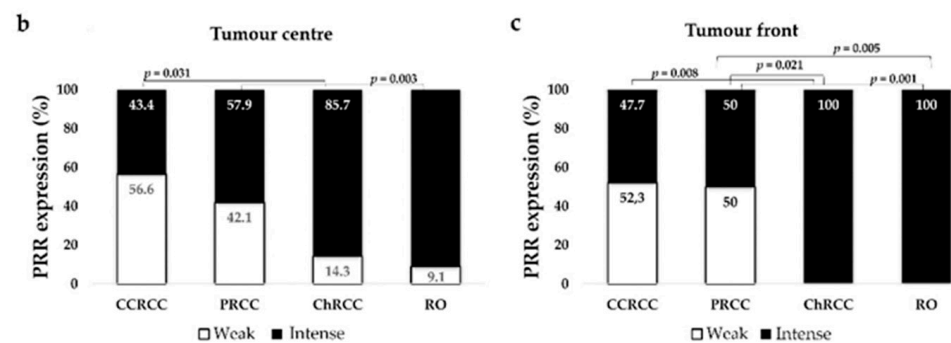 b
Tumour centre
p = 0.031
p = 0.003
PRR expression (%)
100
80
60
40
20
0
43.4
57.9
85.7
56.6
42.1
14.3
9.1
CCRCC
PRCC
ChRCC
RO
Weak
Intense
c
Tumour front
p = 0.005
p = 0.021
p = 0.008
p = 0.001
PRR expression (%)
100
80
60
40
20
0
47.7
50
100
100
52,3
50
CCRCC
PRCC
ChRCC
RO
Weak
Intense